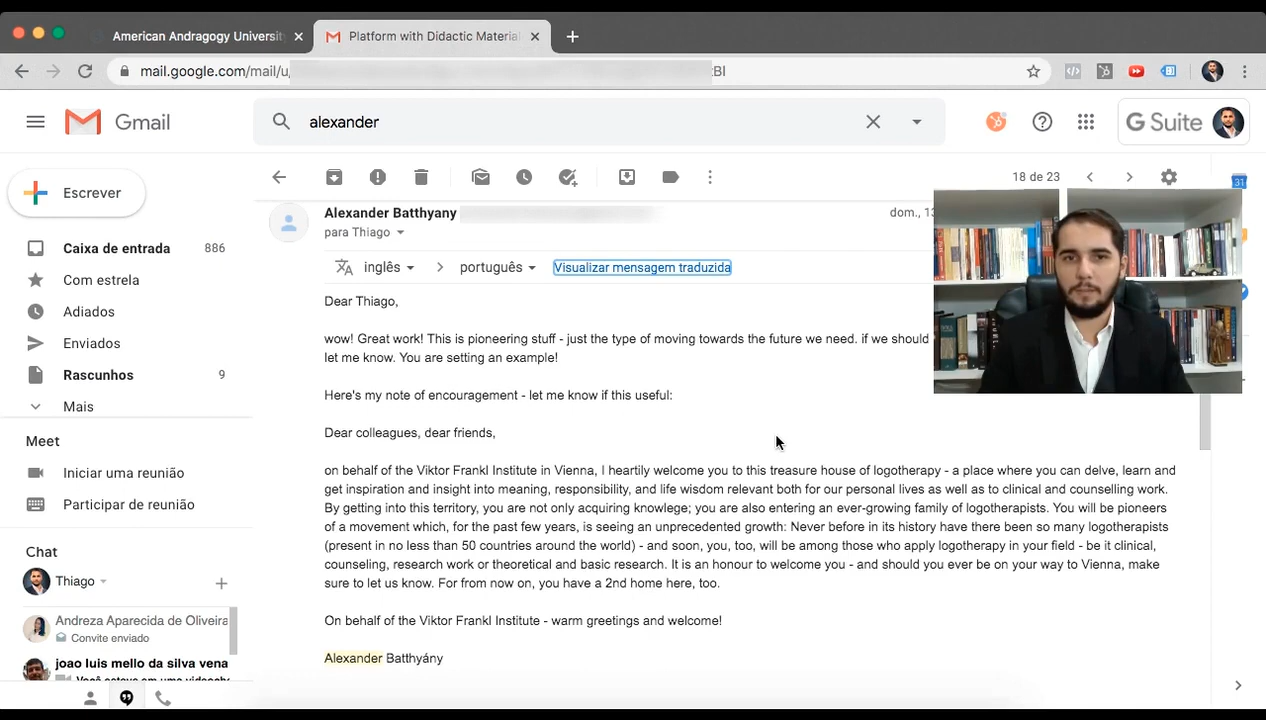 American Andragogy University
Platform with Didactic Material
mail.google.com/mail/u/
BI
Gmail
alexander
G Suite
Escrever
18 de 23
31
Caixa de entrada 886
Com estrela
Adiados
Enviados
Rascunhos 9
Mais
Meet
Iniciar uma reunião
Participar de reunião
Chat
Thiago
Andreza Aparecida de Oliveira
Convite enviado
joao luis mello da silva vena
Alexander Batthyany
dom., 13
para Thiago
inglês > português Visualizar mensagem traduzida
Dear Thiago,
wow! Great work! This is pioneering stuff - just the type of moving towards the future we need. if we should
let me know. You are setting an example!
Here's my note of encouragement - let me know if this useful:
Dear colleagues, dear friends,
on behalf of the Viktor Frankl Institute in Vienna, I heartily welcome you to this treasure house of logotherapy - a place where you can delve, learn and
get inspiration and insight into meaning, responsibility, and life wisdom relevant both for our personal lives as well as to clinical and counselling work.
By getting into this territory, you are not only acquiring knowlege; you are also entering an ever-growing family of logotherapists. You will be pioneers
of a movement which, for the past few years, is seeing an unprecedented growth: Never before in its history have there been so many logotherapists
(present in no less than 50 countries around the world) - and soon, you, too, will be among those who apply logotherapy in your field - be it clinical,
counseling, research work or theoretical and basic research. It is an honour to welcome you - and should you ever be on your way to Vienna, make
sure to let us know. For from now on, you have a 2nd home here, too.
On behalf of the Viktor Frankl Institute - warm greetings and welcome!
Alexander Batthyány